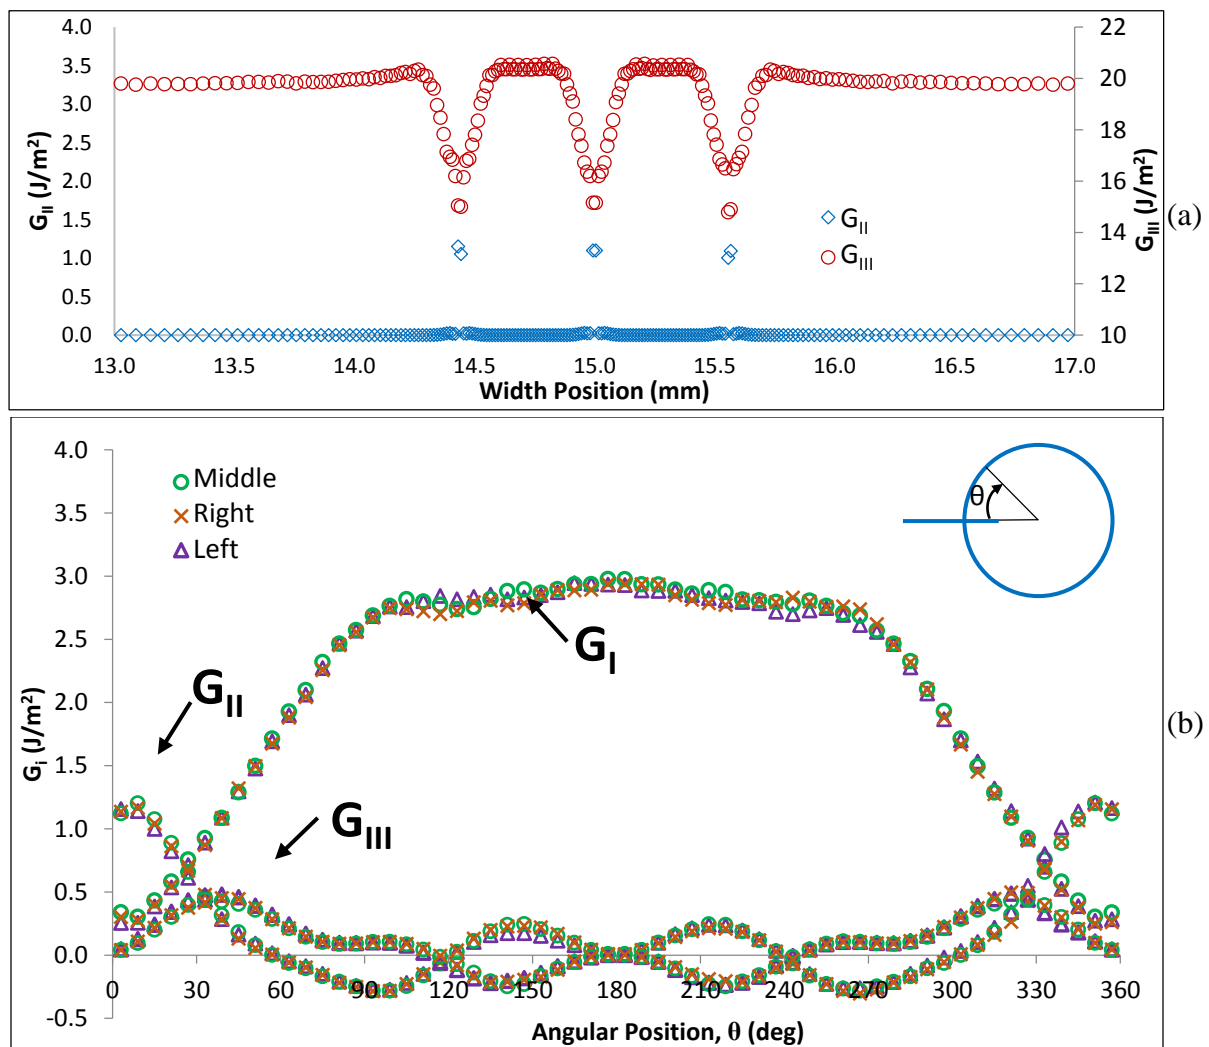 4.0
3.5
3.0
2.5
2.0
1.5
1.0
0.5
0.0
G_II (J/m²)
22
20
18
16
14
12
10
G_III (J/m²)
G_II
G_III
13.0 13.5 14.0 14.5 15.0 15.5 16.0 16.5 17.0
Width Position (mm)
(a)
4.0
3.5
3.0
2.5
2.0
1.5
1.0
0.5
0.0
-0.5
G_i (J/m²)
Middle
Right
Left
θ
G_I
G_II
G_III
0 30 60 90 120 150 180 210 240 270 300 330 360
Angular Position, θ (deg)
(b)